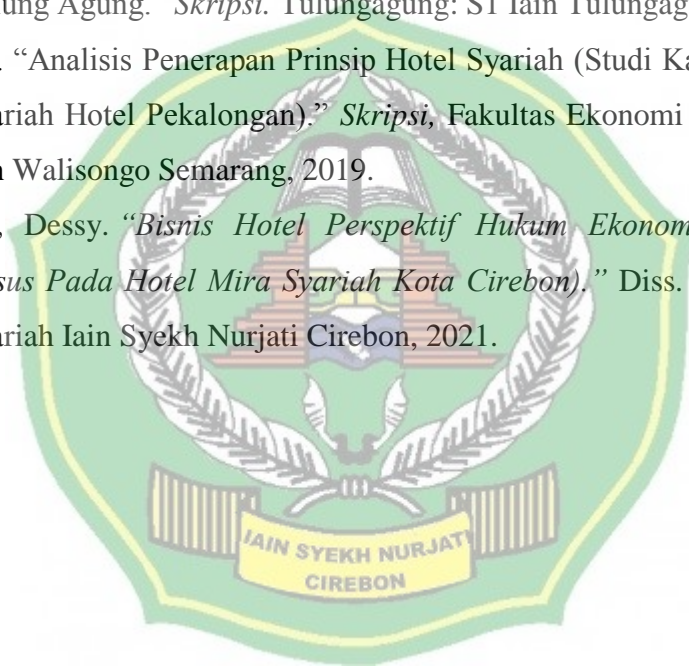 ung Agung." Skripsi. Tulungagung: S1 Iain Tulungag
. “Analisis Penerapan Prinsip Hotel Syariah (Studi Ka
ariah Hotel Pekalongan).” Skripsi, Fakultas Ekonomi
n Walisongo Semarang, 2019.
, Dessy. “Bisnis Hotel Perspektif Hukum Ekonom
sus Pada Hotel Mira Syariah Kota Cirebon).” Diss.
ariah Iain Syekh Nurjati Cirebon, 2021.
IAIN SYEKH NURJATI
CIREBON